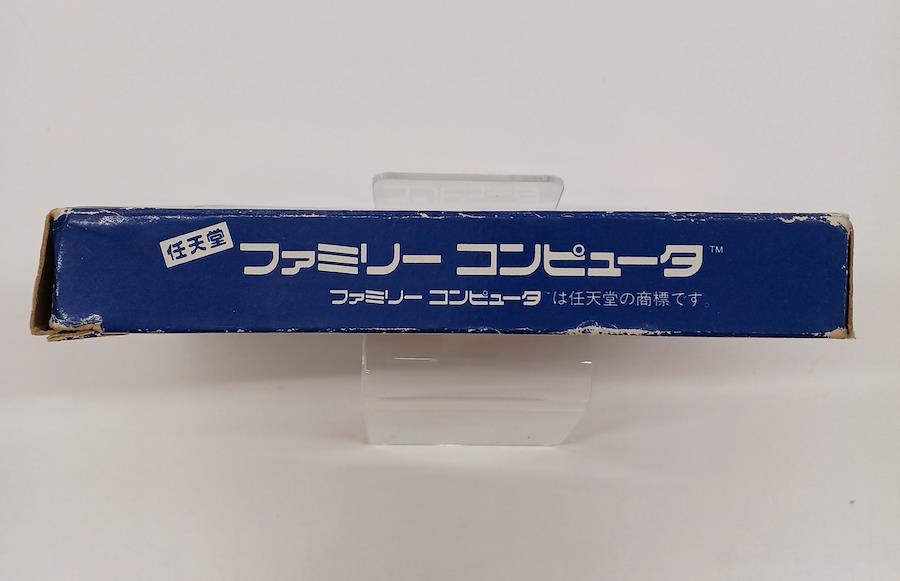 任天堂
ファミリー コンピュータ™
ファミリー コンピュータ™は任天堂の商標です。